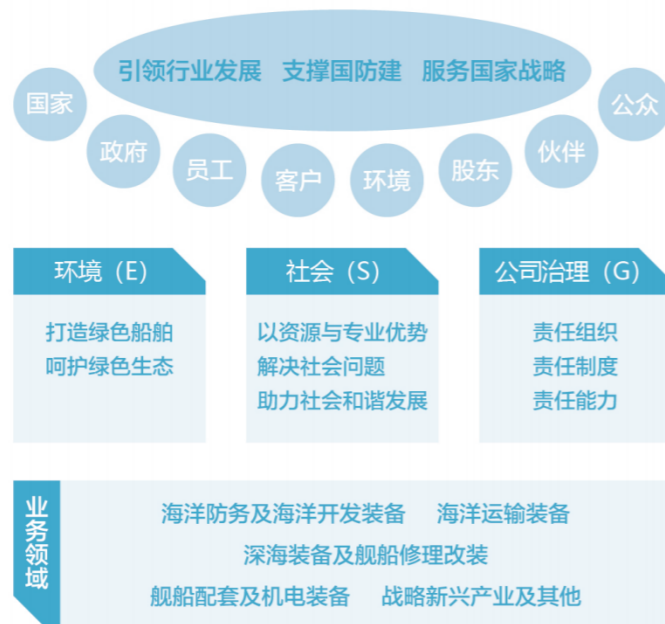 引领行业发展 支撑国防建 服务国家战略
国家
政府
员工
客户
环境
股东
伙伴
公众
环境（E）
打造绿色船舶
呵护绿色生态
社会（S）
以资源与专业优势
解决社会问题
助力社会和谐发展
公司治理（G）
责任组织
责任制度
责任能力
业务领域
海洋防务及海洋开发装备 海洋运输装备
深海装备及舰船修理改装
舰船配套及机电装备 战略新兴产业及其他